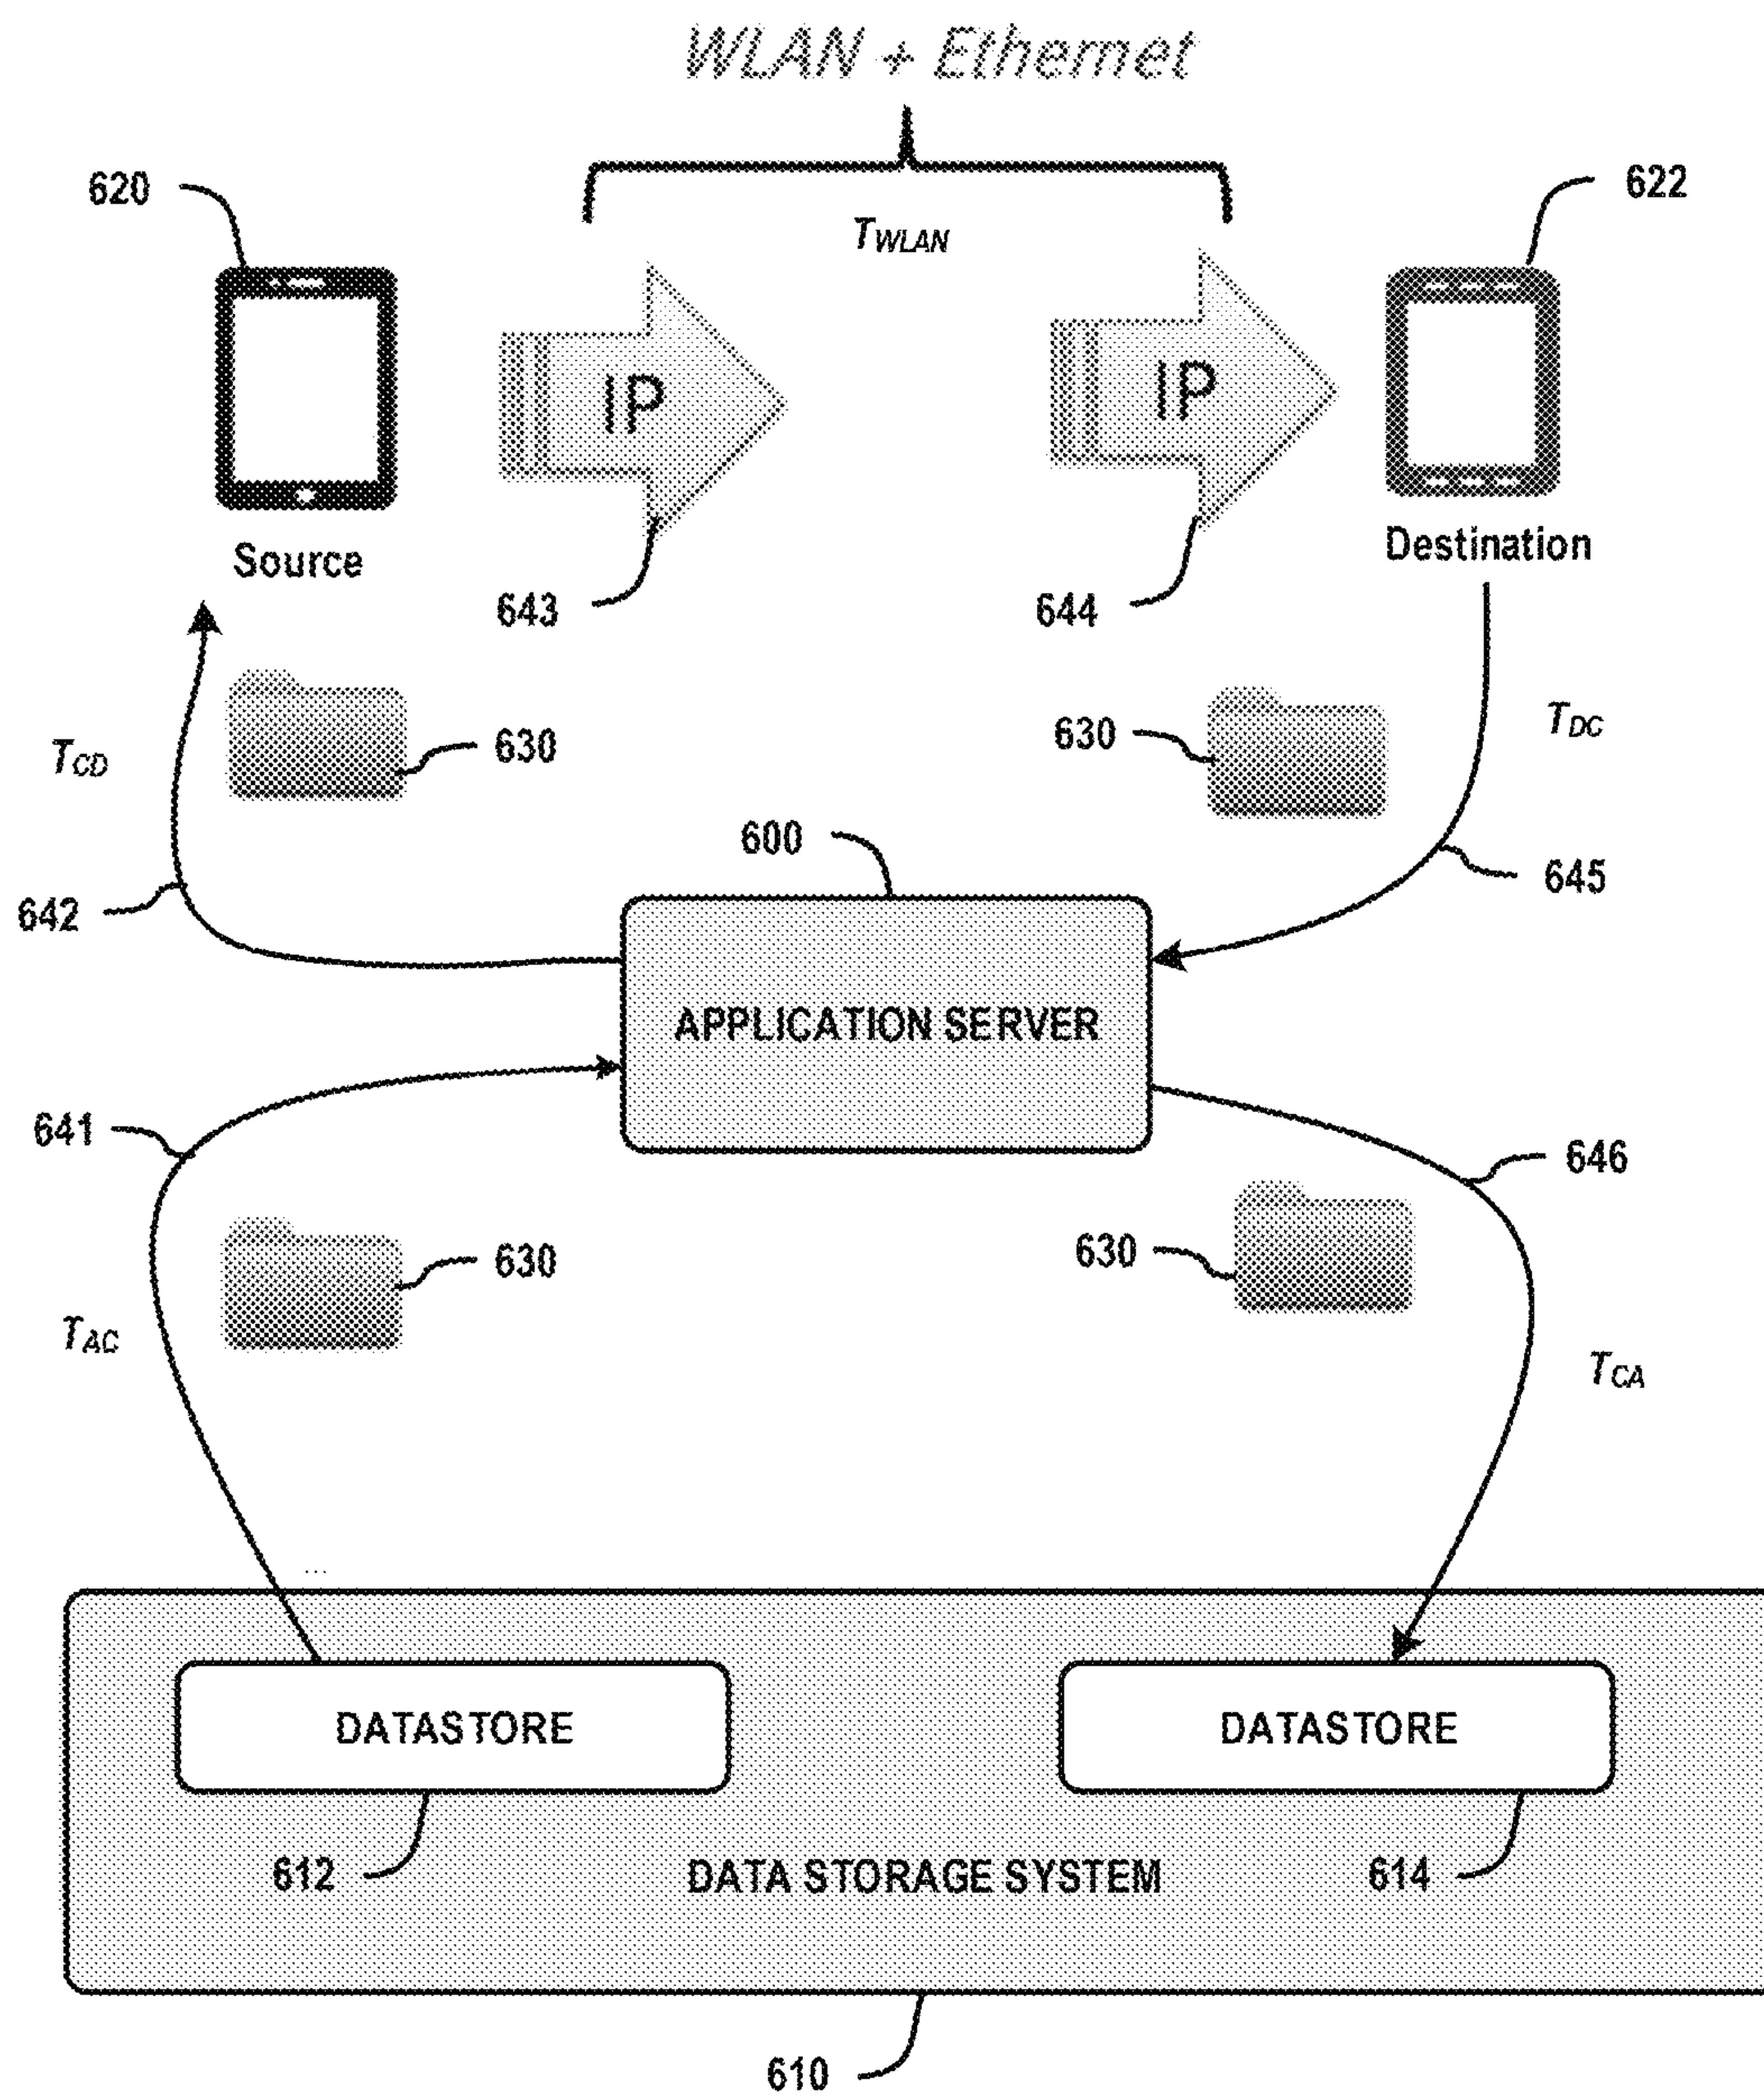 WLAN + Ethernet
620
622
TWLAN
IP
IP
Source
Destination
643
644
TCD
630
630
TDC
600
642
645
APPLICATION SERVER
641
646
630
630
TAC
TCA
...
DATASTORE
DATASTORE
612
DATA STORAGE SYSTEM
614
610